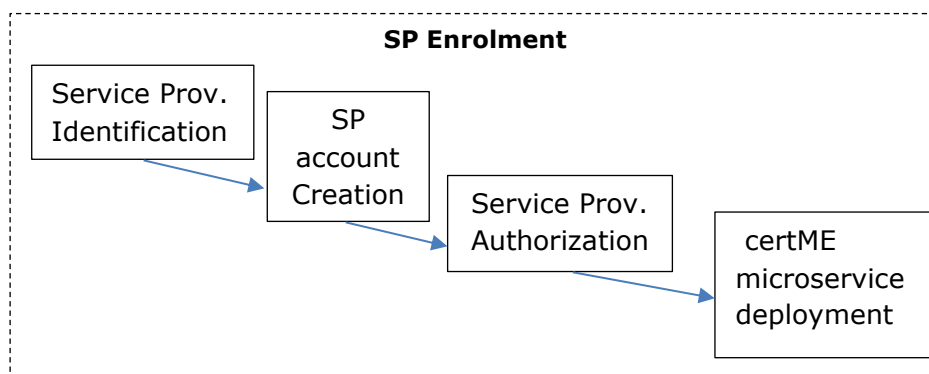 SP Enrolment
Service Prov.
Identification
SP
account
Creation
Service Prov.
Authorization
certME
microservice
deployment